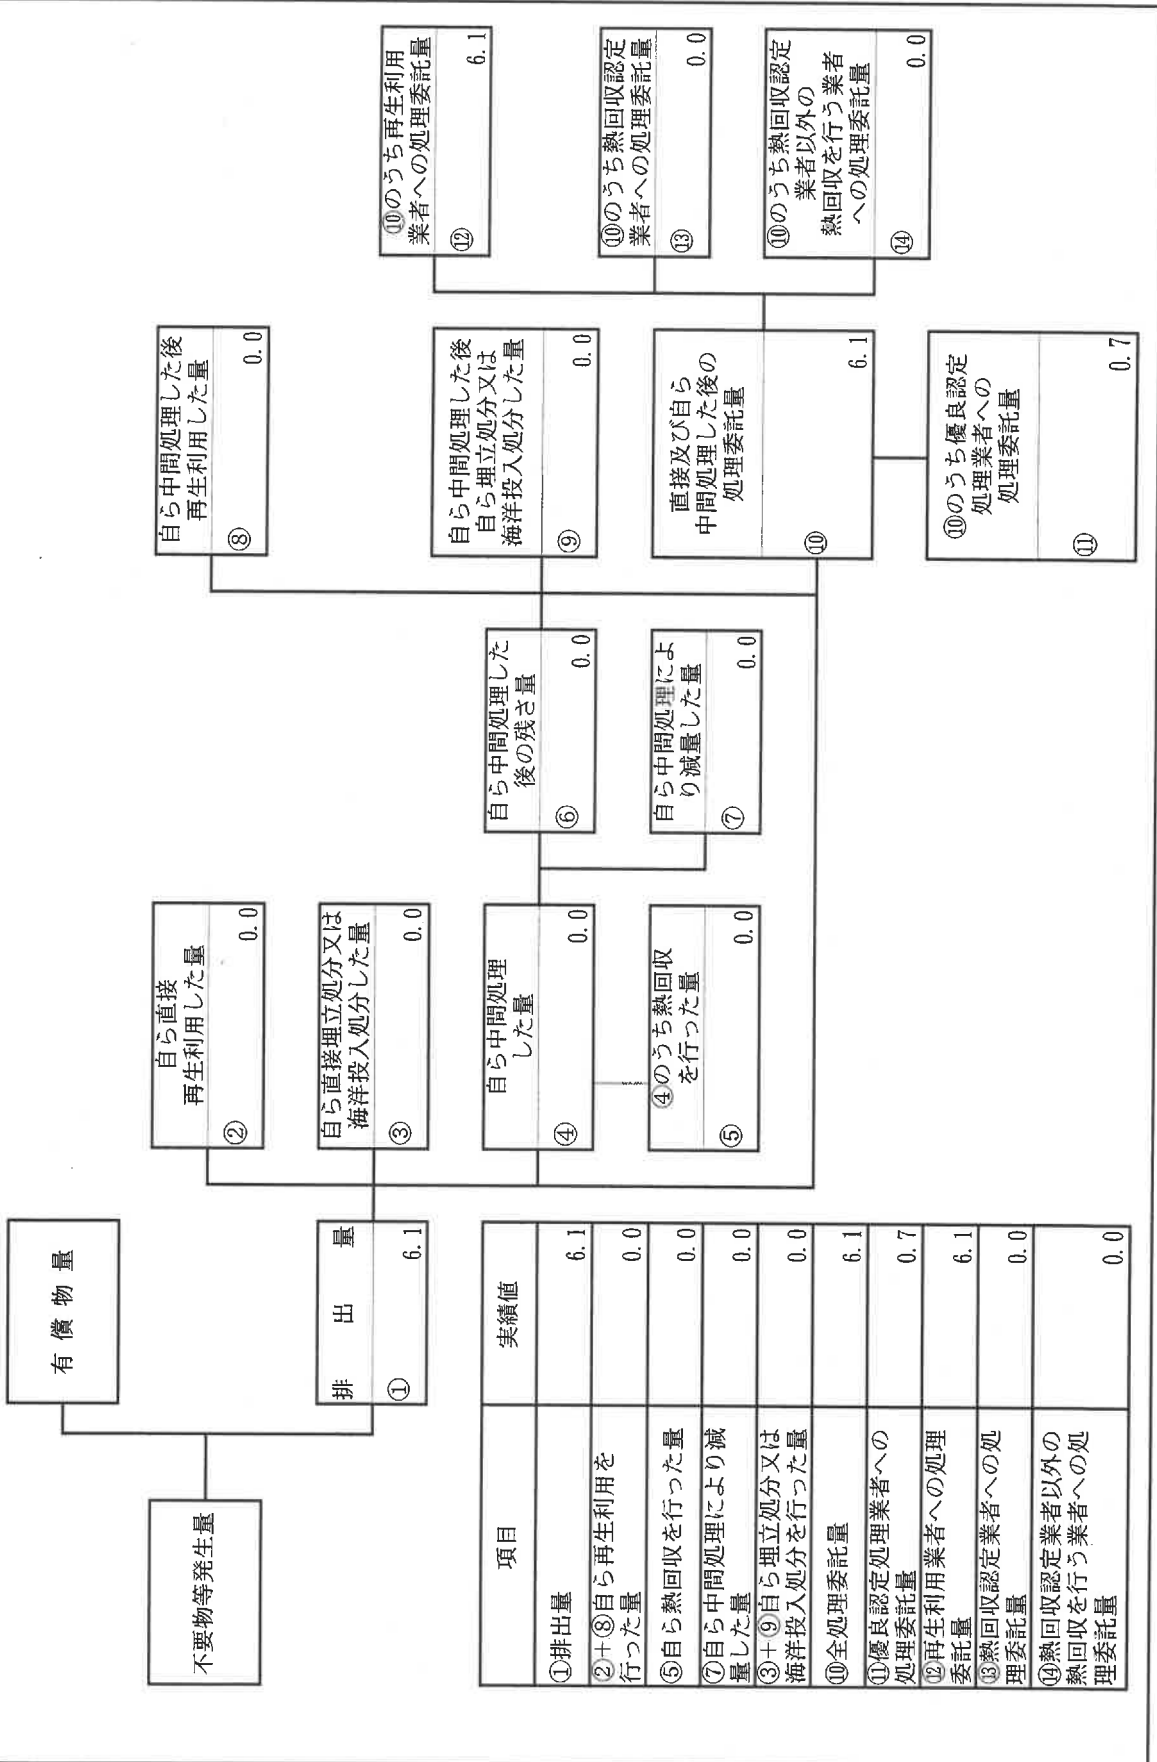 不要物等発生量
有償物量
排出量
① 6.1
自ら直接
再生利用した量
② 0.0
自ら直接埋立処分又は
海洋投入処分した量
③ 0.0
自ら中間処理
した量
④ 0.0
④のうち熱回収
を行った量
⑤ 0.0
自ら中間処理した
後の残さ量
⑥ 0.0
自ら中間処理によ
り減量した量
⑦ 0.0
自ら中間処理した後
再生利用した量
⑧ 0.0
自ら中間処理した後
自ら埋立処分又は
海洋投入処分した量
⑨ 0.0
直接及び自ら
中間処理した後の
処理委託量
⑩ 6.1
⑩のうち優良認定
処理業者への
処理委託量
⑪ 0.7
⑩のうち再生利用
業者への処理委託量
⑫ 6.1
⑩のうち熱回収認定
業者への処理委託量
⑬ 0.0
⑩のうち熱回収認定
業者以外の
熱回収を行う業者
への処理委託量
⑭ 0.0
項目 実績値
①排出量 6.1
②+⑧自ら再生利用を
行った量 0.0
⑤自ら熱回収を行った量 0.0
⑦自ら中間処理により減
量した量 0.0
③+⑨自ら埋立処分又は
海洋投入処分を行った量 0.0
⑩全処理委託量 6.1
⑪優良認定処理業者への
処理委託量 0.7
⑫再生利用業者への処理
委託量 6.1
⑬熱回収認定業者への処
理委託量 0.0
⑭熱回収認定業者以外の
熱回収を行う業者への処
理委託量 0.0